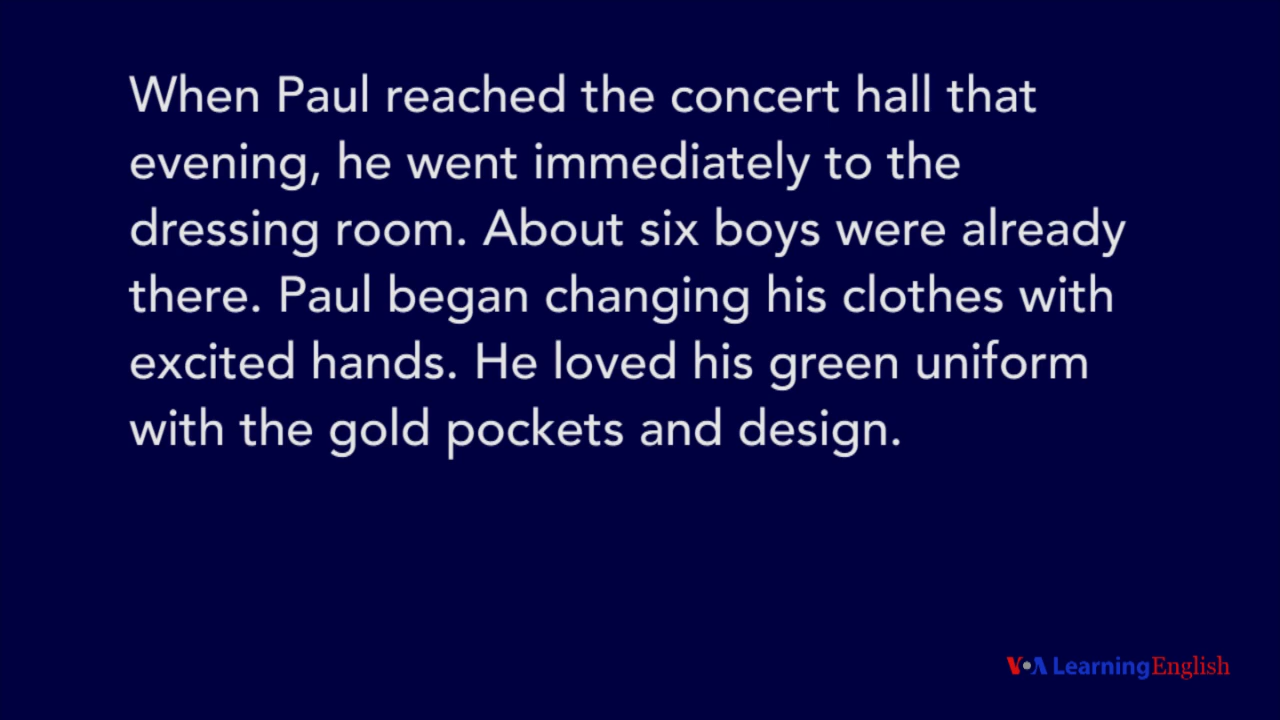 When Paul reached the concert hall that
evening, he went immediately to the
dressing room. About six boys were already
there. Paul began changing his clothes with
excited hands. He loved his green uniform
with the gold pockets and design.
VOA Learning English